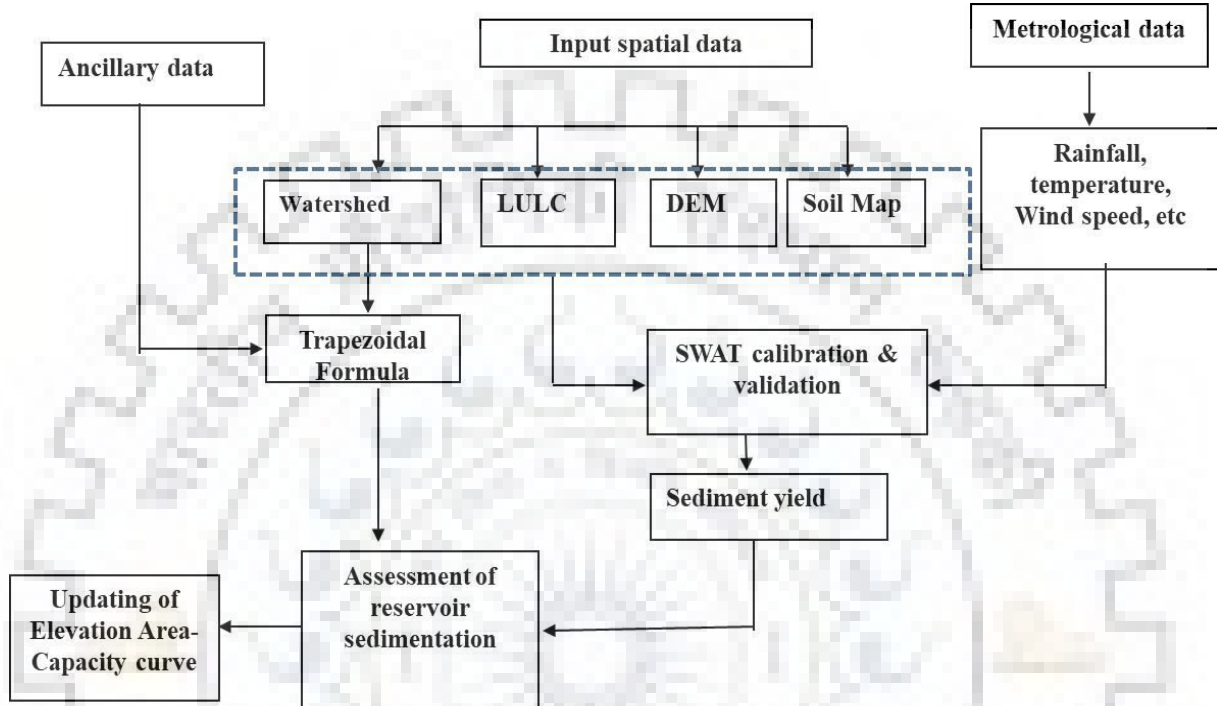 Ancillary data
Input spatial data
Metrological data
Watershed
LULC
DEM
Soil Map
Rainfall,
temperature,
Wind speed, etc
Trapezoidal
Formula
SWAT calibration &
validation
Sediment yield
Assessment of
reservoir
sedimentation
Updating of
Elevation Area-
Capacity curve